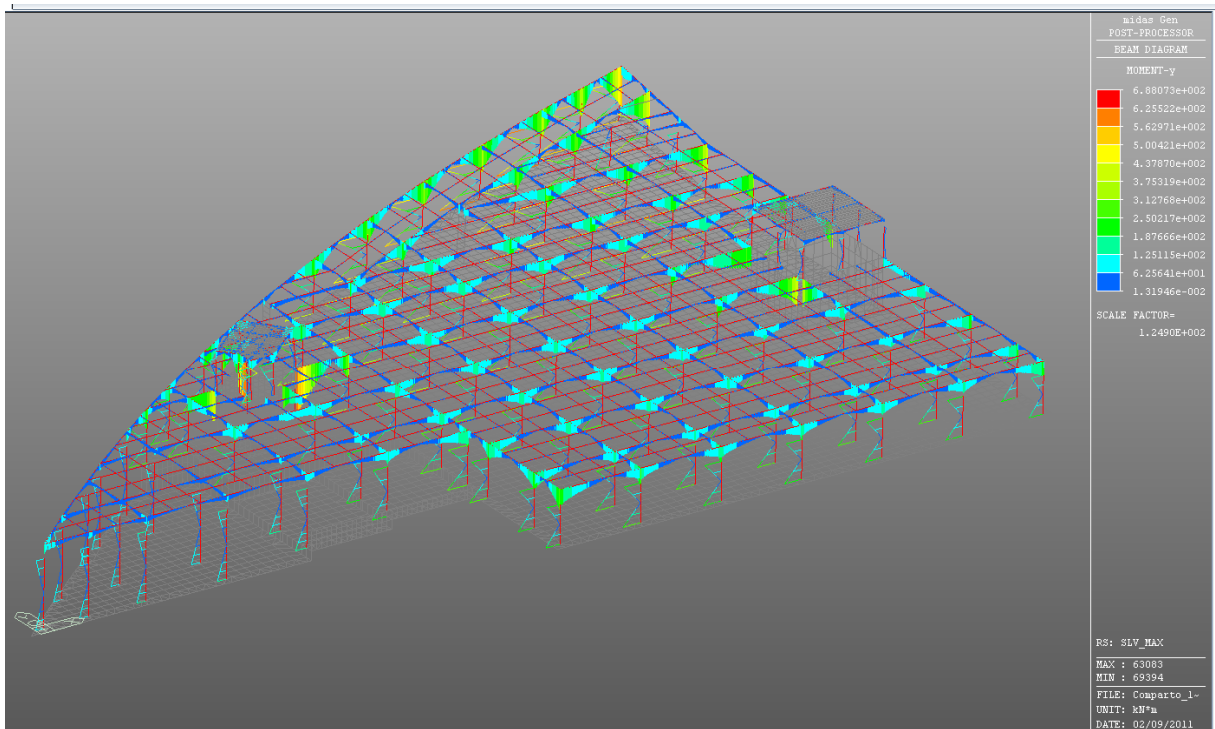 midas Gen
POST-PROCESSOR
BEAM DIAGRAM
MOMENT-y
6.88073e+002
6.25522e+002
5.62971e+002
5.00421e+002
4.37870e+002
3.75319e+002
3.12768e+002
2.50217e+002
1.87666e+002
1.25115e+002
6.25641e+001
1.31946e-002
SCALE FACTOR=
1.2490E+002
RS: SLV_MAX
MAX : 63083
MIN : 69394
FILE: Comparto_1~
UNIT: kN*m
DATE: 02/09/2011